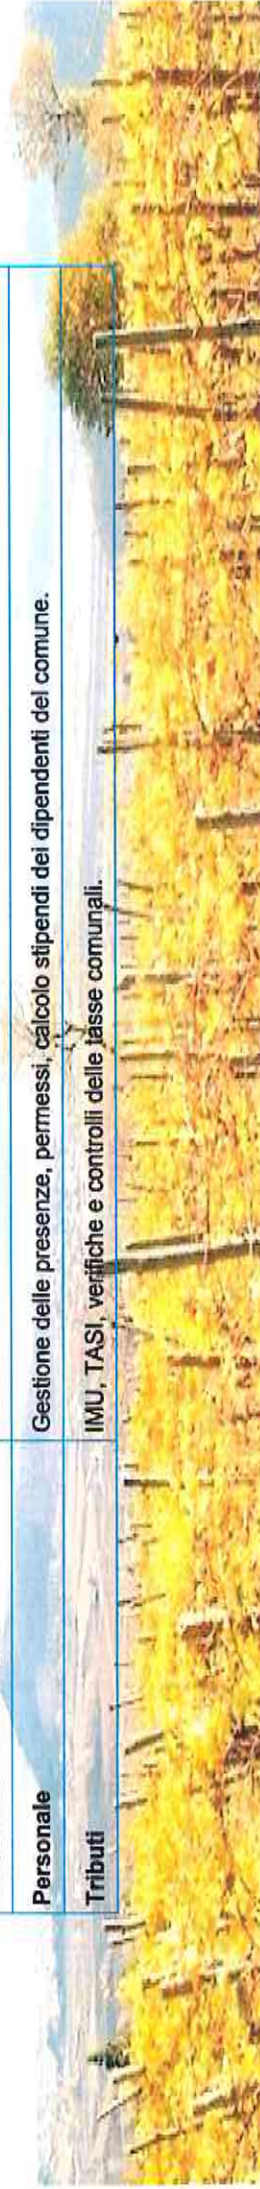 Personale Gestione delle presenze, permessi, calcolo stipendi dei dipendenti del comune.
Tributi IMU, TASI, verifiche e controlli delle tasse comunali.